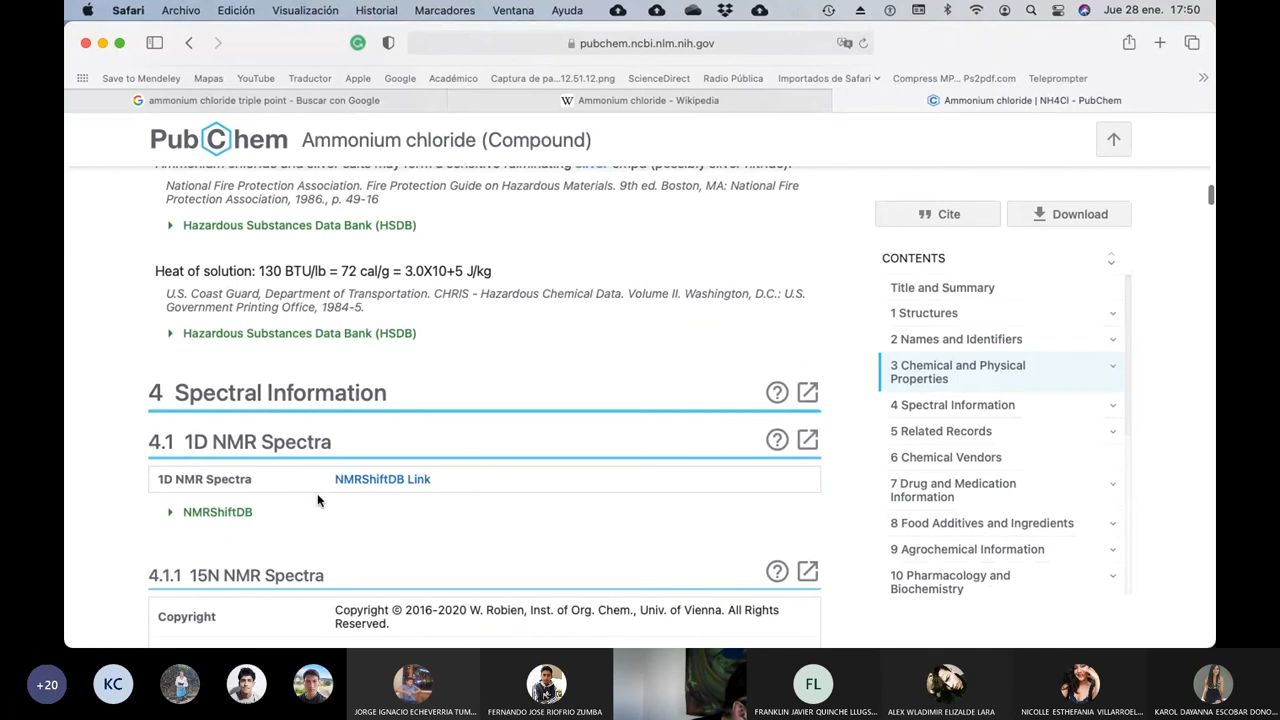 Safari Archivo Edición Visualización Historial Marcadores Ventana Ayuda Jue 28 ene. 17:50
pubchem.ncbi.nlm.nih.gov
Save to Mendeley Mapas YouTube Traductor Apple Google Académico Captura de pa...12.51.12.png ScienceDirect Radio Pública Importados de Safari Compress MP... Ps2pdf.com Teleprompter
ammonium chloride triple point - Buscar con Google
Ammonium chloride - Wikipedia
Ammonium chloride | NH4Cl - PubChem
PubChem Ammonium chloride (Compound)
National Fire Protection Association. Fire Protection Guide on Hazardous Materials. 9th ed. Boston, MA: National Fire
Protection Association, 1986., p. 49-16
Hazardous Substances Data Bank (HSDB)
Heat of solution: 130 BTU/lb = 72 cal/g = 3.0X10+5 J/kg
U.S. Coast Guard, Department of Transportation. CHRIS - Hazardous Chemical Data. Volume II. Washington, D.C.: U.S.
Government Printing Office, 1984-5.
Hazardous Substances Data Bank (HSDB)
4 Spectral Information
4.1 1D NMR Spectra
1D NMR Spectra NMRShiftDB Link
NMRShiftDB
4.1.1 15N NMR Spectra
Copyright
Copyright © 2016-2020 W. Robien, Inst. of Org. Chem., Univ. of Vienna. All Rights
Reserved.
Cite
Download
CONTENTS
Title and Summary
1 Structures
2 Names and Identifiers
3 Chemical and Physical
Properties
4 Spectral Information
5 Related Records
6 Chemical Vendors
7 Drug and Medication
Information
8 Food Additives and Ingredients
9 Agrochemical Information
10 Pharmacology and
Biochemistry
+20
KC
JORGE IGNACIO ECHEVERRIA TUM...
FERNANDO JOSE RIOFRIO ZUMBA
FL
FRANKLIN JAVIER QUINCHE LLUGS...
ALEX WLADIMIR ELIZALDE LARA
NICOLLE ESTHEFANIA VILLARROEL...
KAROL DAYANNA ESCOBAR DONO...